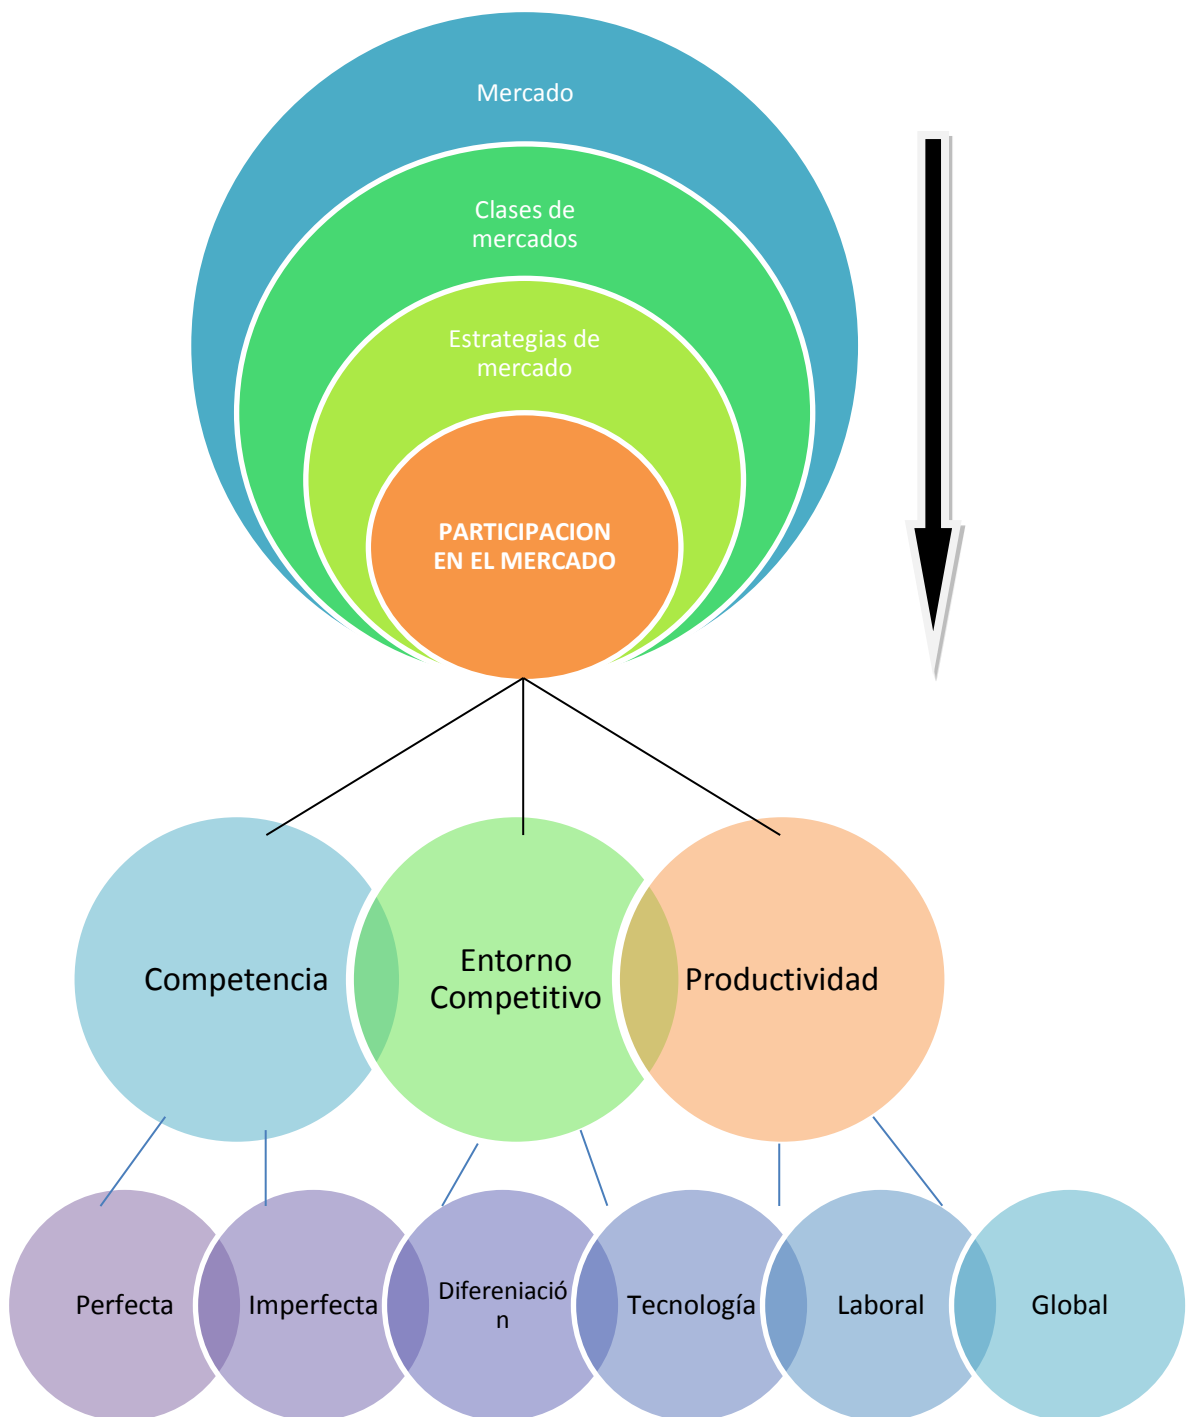 Mercado
Clases de
mercados
Estrategias de
mercado
PARTICIPACION
EN EL MERCADO
Competencia
Entorno
Competitivo
Productividad
Perfecta
Imperfecta
Difereniació
n
Tecnología
Laboral
Global